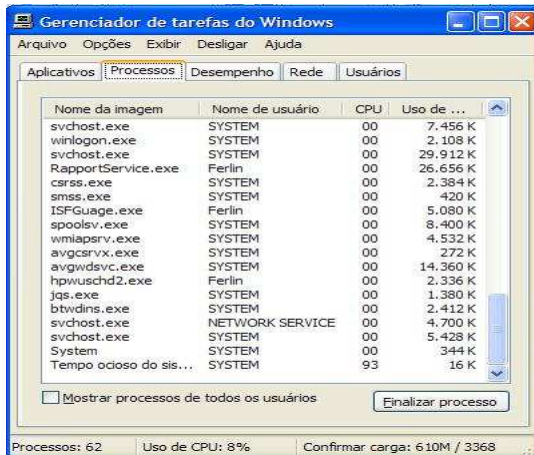 Gerenciador de tarefas do Windows
Arquivo Opções Exibir Desligar Ajuda
Aplicativos Processos Desempenho Rede Usuários
Nome da imagem Nome de usuário CPU Uso de ...
svchost.exe SYSTEM 00 7.456 K
winlogon.exe SYSTEM 00 2.108 K
svchost.exe SYSTEM 00 29.912 K
RapportService.exe Ferlin 00 26.656 K
csrss.exe SYSTEM 00 2.384 K
smss.exe SYSTEM 00 420 K
ISFGuage.exe Ferlin 00 5.080 K
spoolsv.exe SYSTEM 00 8.400 K
wmiapsrv.exe SYSTEM 00 4.532 K
avgcsrvx.exe SYSTEM 00 272 K
avgwdsvc.exe SYSTEM 00 14.360 K
hpwuschd2.exe Ferlin 00 2.336 K
jqs.exe SYSTEM 00 1.380 K
btwdins.exe SYSTEM 00 2.412 K
svchost.exe NETWORK SERVICE 00 4.700 K
svchost.exe SYSTEM 00 5.428 K
System SYSTEM 00 344 K
Tempo ocioso do sis... SYSTEM 93 16 K
Mostrar processos de todos os usuários
Finalizar processo
Processos: 62 Uso de CPU: 8% Confirmar carga: 610M / 3368